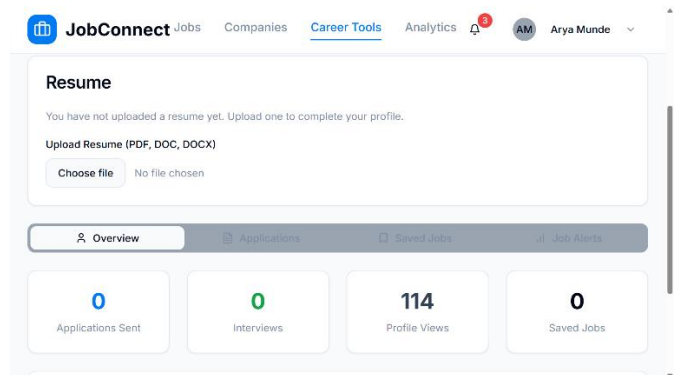 JobConnect Jobs Companies Career Tools Analytics 3 AM Arya Munde
Resume
You have not uploaded a resume yet. Upload one to complete your profile.
Upload Resume (PDF, DOC, DOCX)
Choose file No file chosen
Overview Applications Saved Jobs Job Alerts
0 0 114 0
Applications Sent Interviews Profile Views Saved Jobs